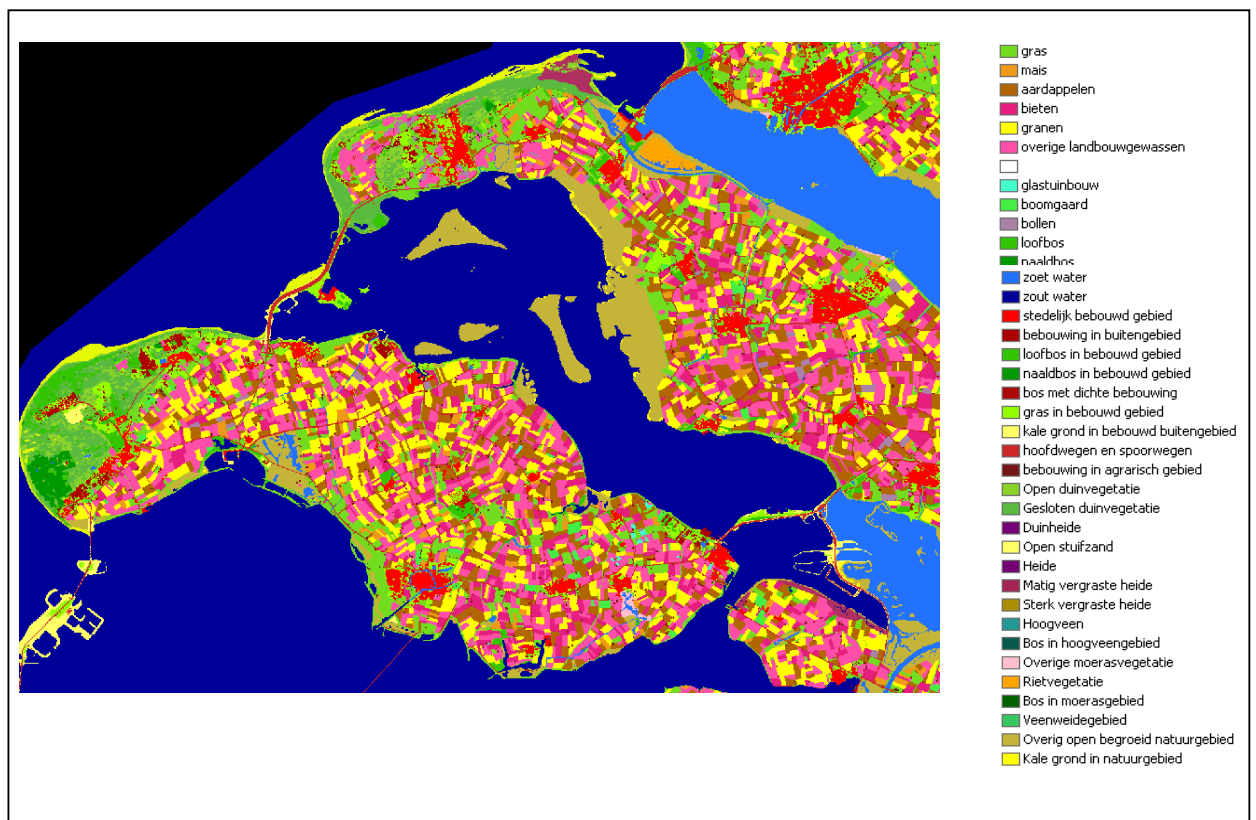 gras
mais
aardappelen
bieten
granen
overige landbouwgewassen
glastuinbouw
boomgaard
bollen
loofbos
naaldbos
zoet water
zout water
stedelijk bebouwd gebied
bebouwing in buitengebied
loofbos in bebouwd gebied
naaldbos in bebouwd gebied
bos met dichte bebouwing
gras in bebouwd gebied
kale grond in bebouwd buitengebied
hoofdwegen en spoorwegen
bebouwing in agrarisch gebied
Open duinvegetatie
Gesloten duinvegetatie
Duinheide
Open stuifzand
Heide
Matig vergraste heide
Sterk vergraste heide
Hoogveen
Bos in hoogveengebied
Overige moerasvegetatie
Rietvegetatie
Bos in moerasgebied
Veenweidegebied
Overig open begroeid natuurgebied
Kale grond in natuurgebied